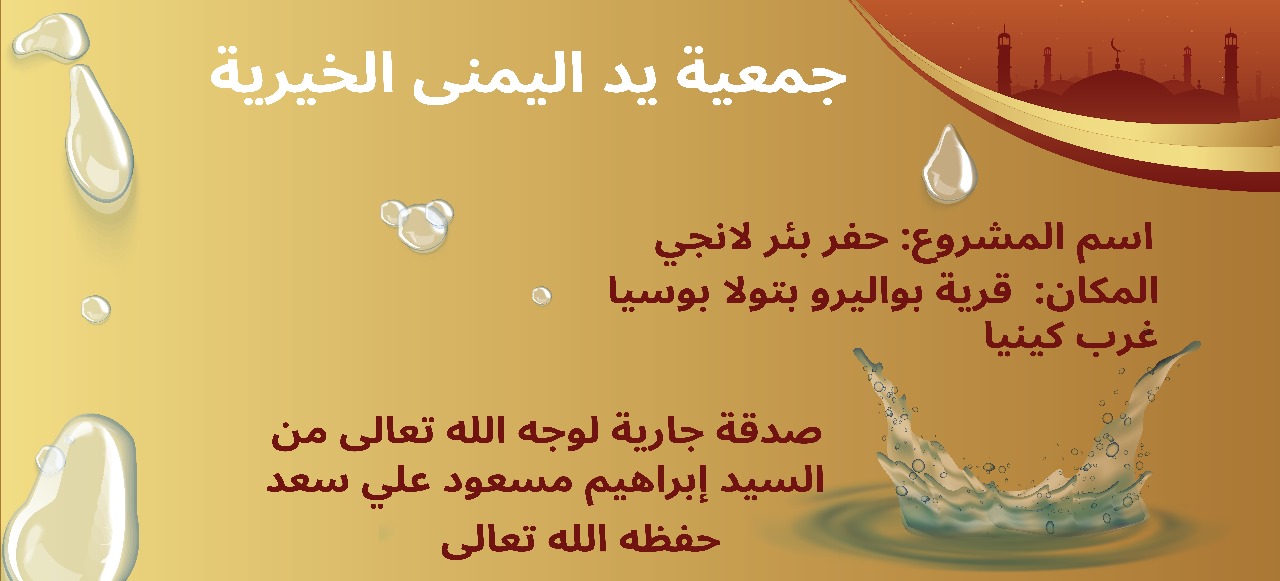 جمعية يد اليمنى الخيرية
اسم المشروع: حفر بئر لانجي
المكان: قرية بواليرو بتولا بوسيا
غرب كينيا
صدقة جارية لوجه الله تعالى من
السيد إبراهيم مسعود علي سعد
حفظه الله تعالى